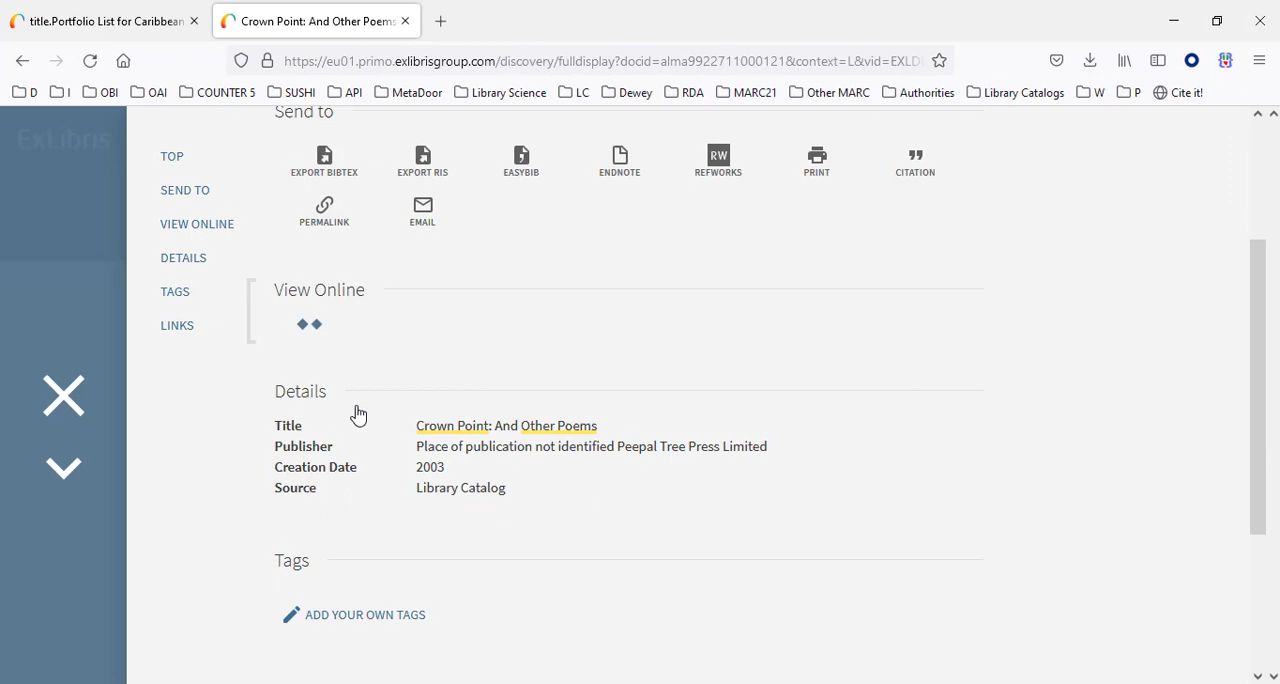 title.Portfolio List for Caribbean
Crown Point: And Other Poems
https://eu01.primo.exlibrisgroup.com/discovery/fulldisplay?docid=alma9922711000121&context=L&vid=EXLD
D I OBI OAI COUNTER 5 SUSHI API MetaDoor Library Science LC Dewey RDA MARC21 Other MARC Authorities Library Catalogs W P Cite it!
ExLibris
Send to
TOP
SEND TO
VIEW ONLINE
DETAILS
TAGS
LINKS
EXPORT BIBTEX EXPORT RIS EASYBIB ENDNOTE RW REFWORKS PRINT CITATION
PERMALINK EMAIL
View Online
Details
Title Crown Point: And Other Poems
Publisher Place of publication not identified Peepal Tree Press Limited
Creation Date 2003
Source Library Catalog
Tags
ADD YOUR OWN TAGS